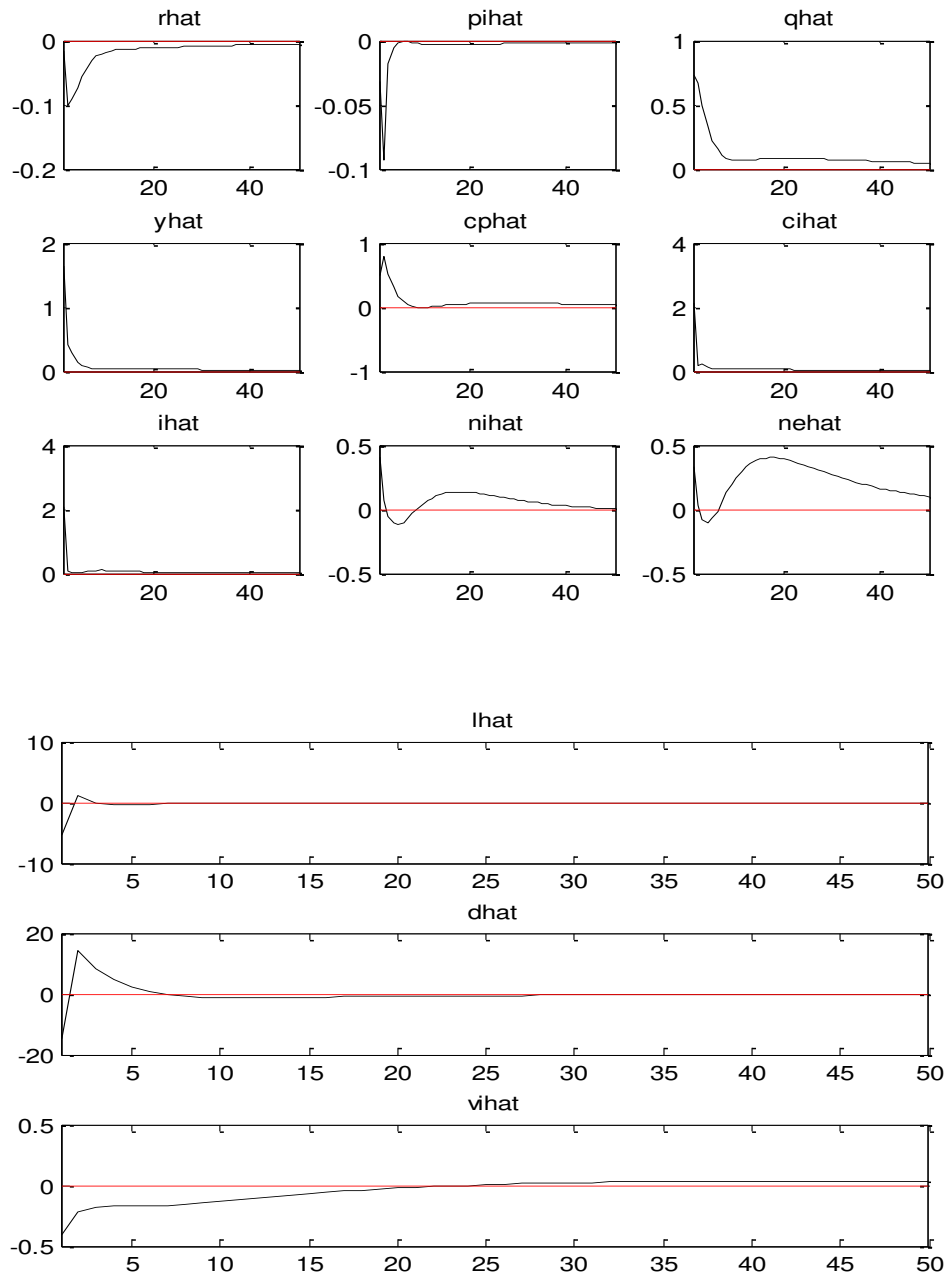 rhat pihat qhat
0 0 1
-0.1 -0.05 0.5
-0.2 -0.1 0
20 40 20 40 20 40
yhat cphat cihat
2 1 4
1 0 2
0 -1 0
20 40 20 40 20 40
ihat nihat nehat
4 0.5 0.5
2 0 0
0 -0.5 -0.5
20 40 20 40 20 40
lhat
10
0
-10
5 10 15 20 25 30 35 40 45 50
dhat
20
0
-20
5 10 15 20 25 30 35 40 45 50
vihat
0.5
0
-0.5
5 10 15 20 25 30 35 40 45 50